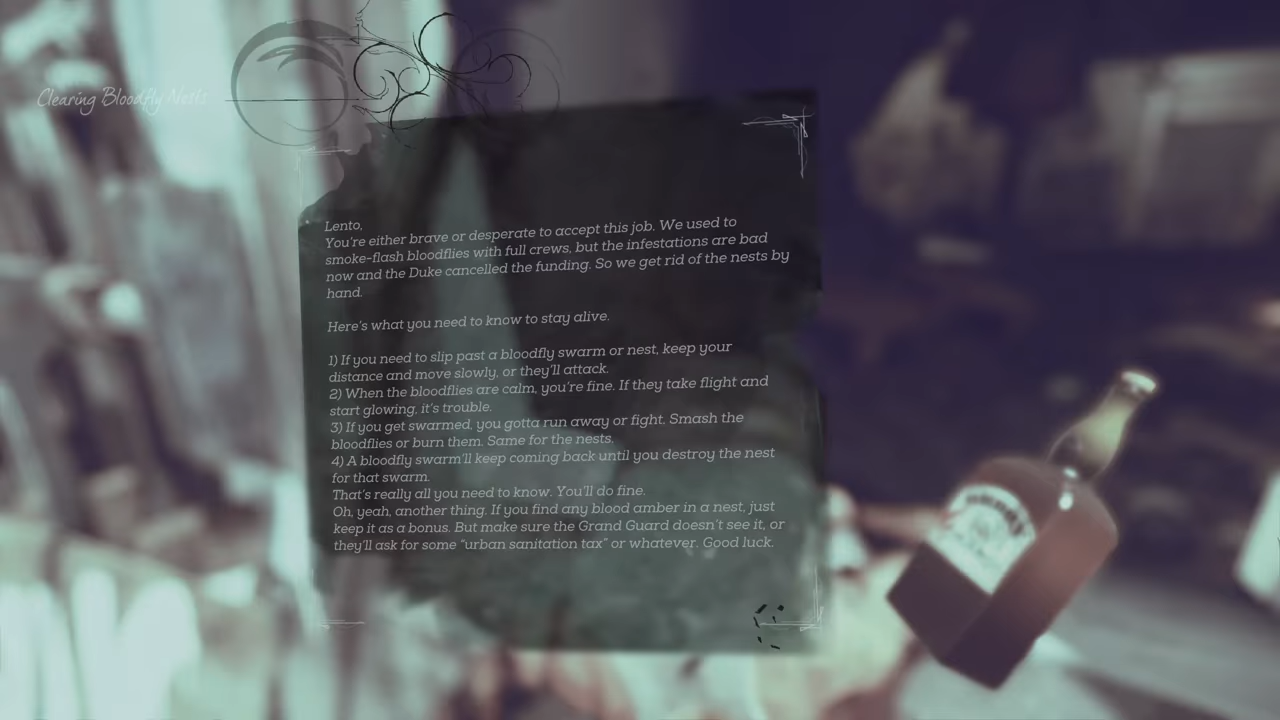 Clearing Bloodfly Nests
Lento,
You're either brave or desperate to accept this job. We used to
smoke-flash bloodflies with full crews, but the infestations are bad
now and the Duke cancelled the funding. So we get rid of the nests by
hand.
Here's what you need to know to stay alive.
1) If you need to slip past a bloodfly swarm or nest, keep your
distance and move slowly, or they'll attack.
2) When the bloodflies are calm, you're fine. If they take flight and
start glowing, it's trouble.
3) If you get swarmed, you gotta run away or fight. Smash the
bloodflies or burn them. Same for the nests.
4) A bloodfly swarm'll keep coming back until you destroy the nest
for that swarm.
That's really all you need to know. You'll do fine.
Oh, yeah, another thing. If you find any blood amber in a nest, just
keep it as a bonus. But make sure the Grand Guard doesn't see it, or
they'll ask for some "urban sanitation tax" or whatever. Good luck.